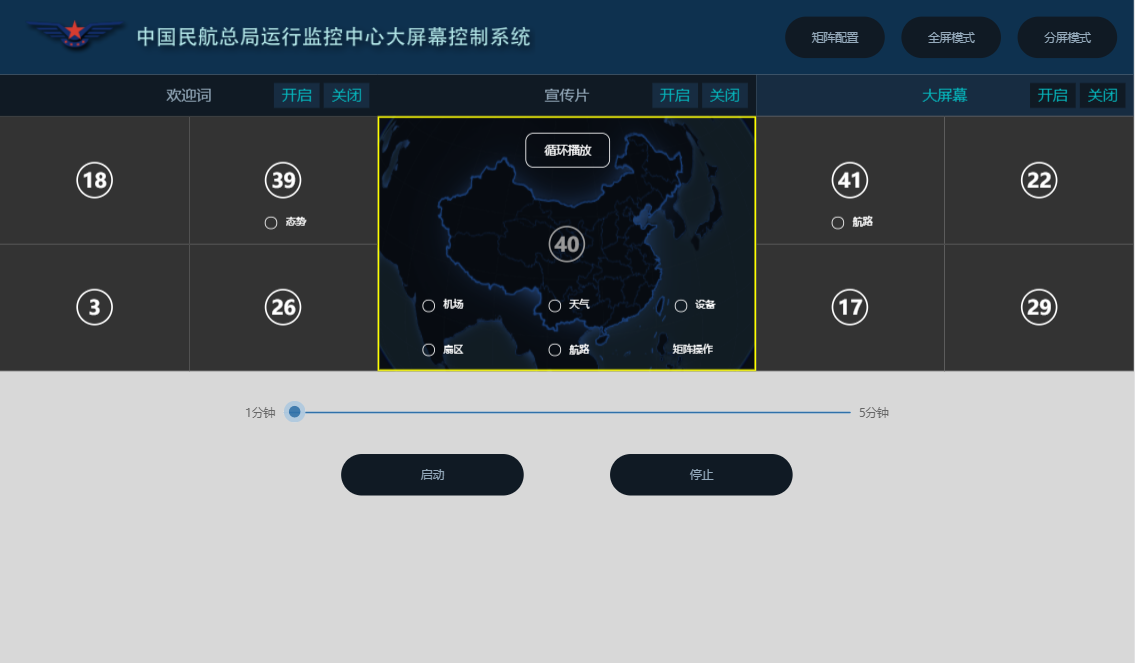 中国民航总局运行监控中心大屏幕控制系统
矩阵配置 全屏模式 分屏模式
欢迎词 开启 关闭 宣传片 开启 关闭 大屏幕 开启 关闭
循环播放
18 39 41 22
态势 航路
40
机场 天气 设备
3 26 17 29
扇区 航路 矩阵操作
1分钟 5分钟
启动 停止